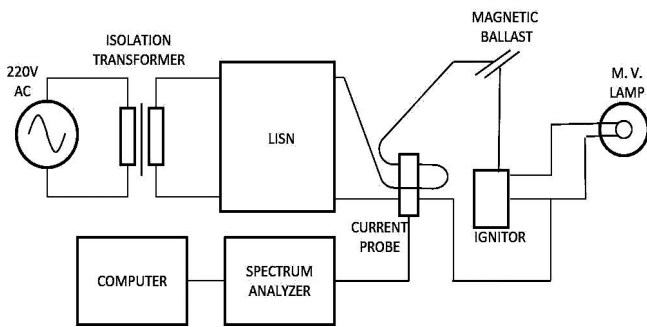 220V
AC
ISOLATION
TRANSFORMER
LISN
MAGNETIC
BALLAST
M. V.
LAMP
CURRENT
PROBE
IGNITOR
COMPUTER
SPECTRUM
ANALYZER